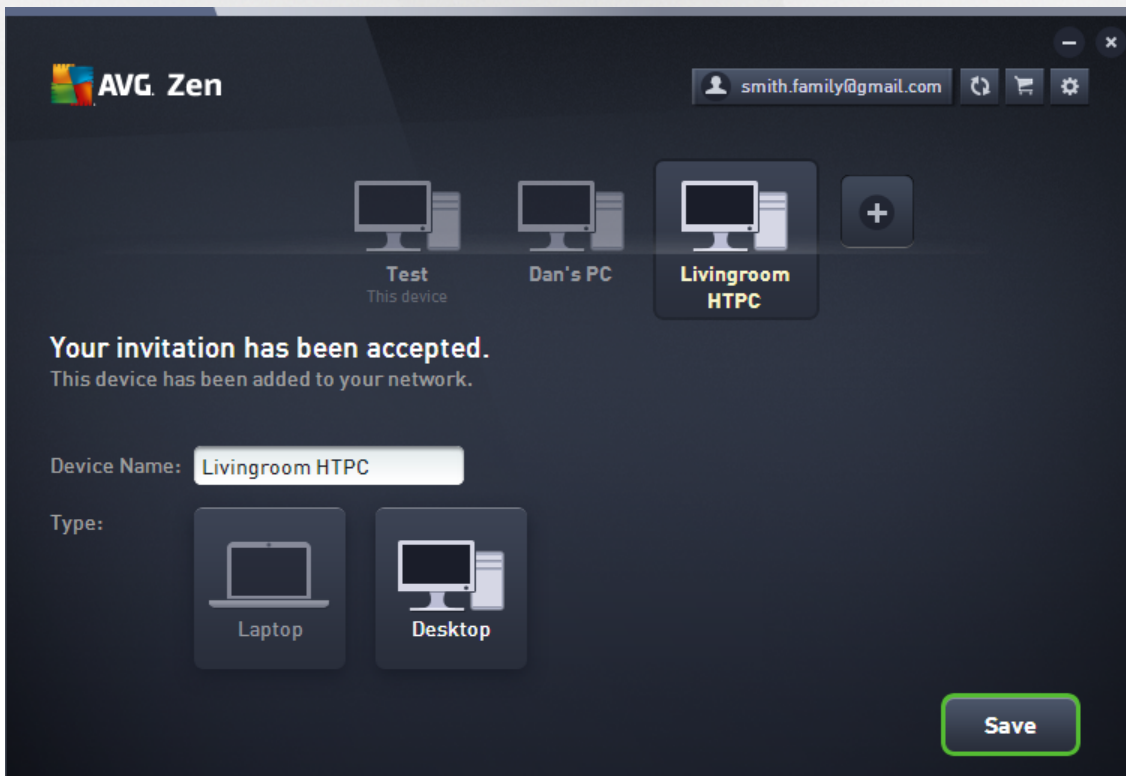 AVG. Zen
smith.family@gmail.com
Test
This device
Dan's PC
Livingroom
HTPC
Your invitation has been accepted.
This device has been added to your network.
Device Name:
Livingroom HTPC
Type:
Laptop
Desktop
Save